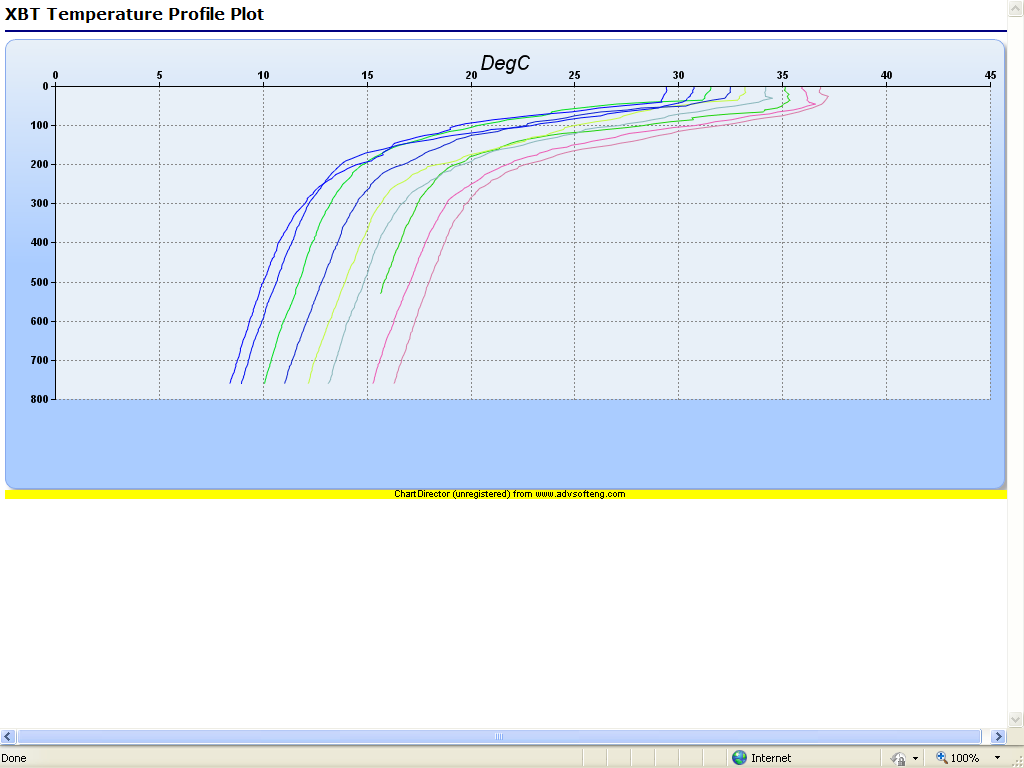 XBT Temperature Profile Plot
DegC
0 5 10 15 20 25 30 35 40 45
0
100
200
300
400
500
600
700
800
ChartDirector (unregistered) from www.advsofteng.com
Done Internet 100%